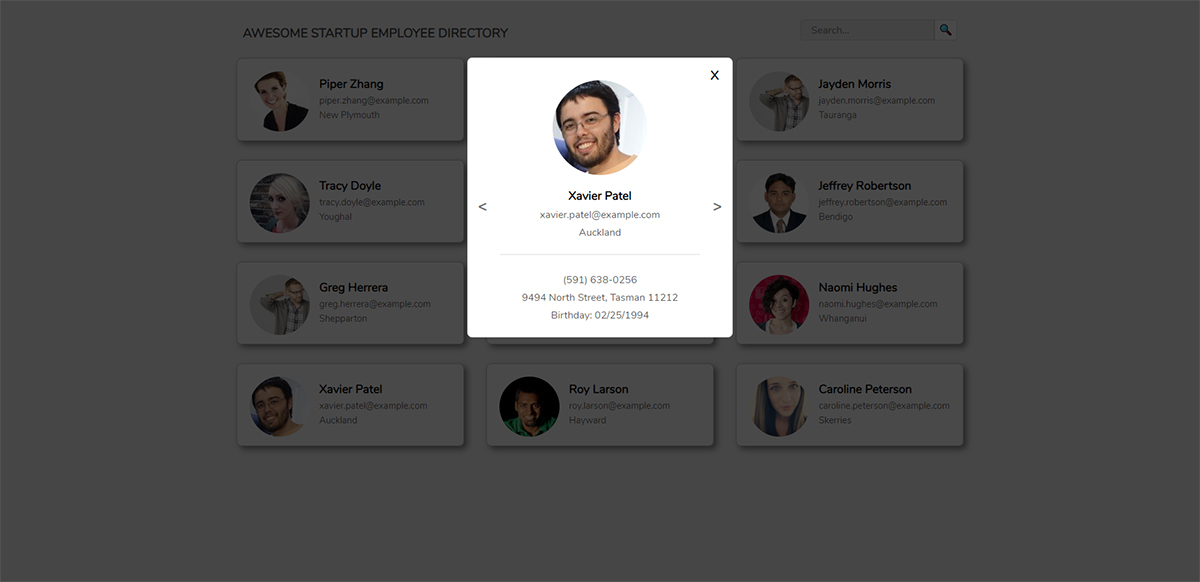 AWESOME STARTUP EMPLOYEE DIRECTORY
Search...
X
Xavier Patel
xavier.patel@example.com
Auckland
<
>
(591) 638-0256
9494 North Street, Tasman 11212
Birthday: 02/25/1994
Piper Zhang
piper.zhang@example.com
New Plymouth
Jayden Morris
jayden.morris@example.com
Tauranga
Tracy Doyle
tracy.doyle@example.com
Youghal
Jeffrey Robertson
jeffrey.robertson@example.com
Bendigo
Greg Herrera
greg.herrera@example.com
Shepparton
Naomi Hughes
naomi.hughes@example.com
Whanganui
Xavier Patel
xavier.patel@example.com
Auckland
Roy Larson
roy.larson@example.com
Hayward
Caroline Peterson
caroline.peterson@example.com
Skerries